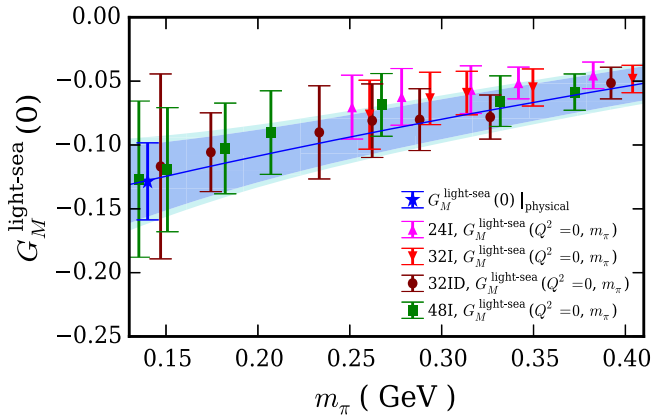 0.00
−0.05
−0.10
−0.15
−0.20
−0.25
G_M^light-sea (0)
G_M^light-sea (0) |_physical
24I, G_M^light-sea (Q² =0, m_π)
32I, G_M^light-sea (Q² =0, m_π)
32ID, G_M^light-sea (Q² =0, m_π)
48I, G_M^light-sea (Q² =0, m_π)
0.15 0.20 0.25 0.30 0.35 0.40
m_π ( GeV )